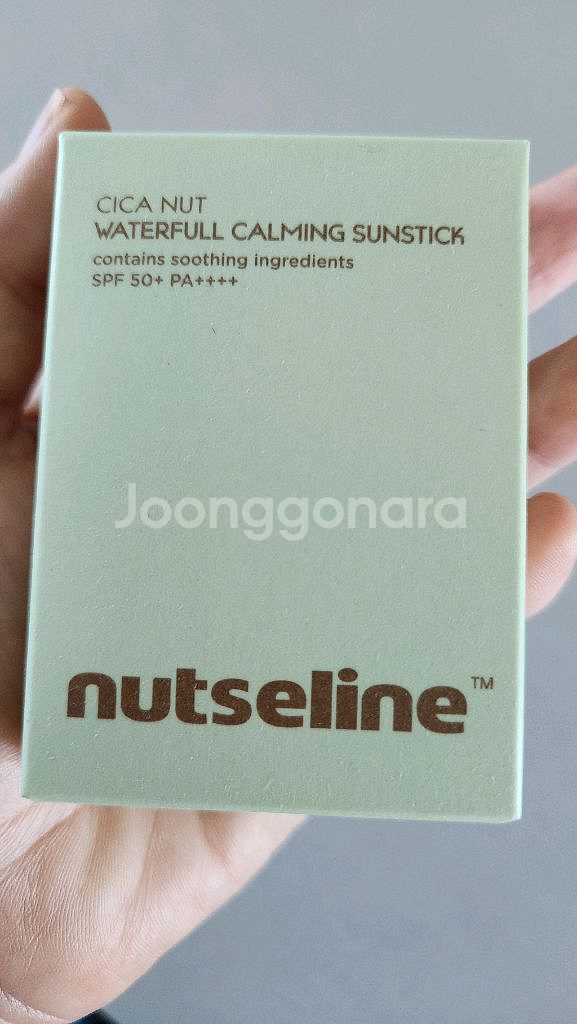 CICA NUT
WATERFULL CALMING SUNSTICK
contains soothing ingredients
SPF 50+ PA++++
Joonggonara
nutseline™